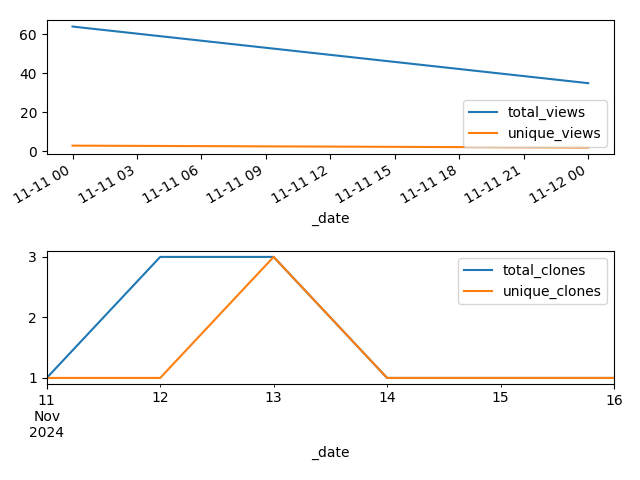 60
40
20
0
total_views
unique_views
11-11 00 11-11 03 11-11 06 11-11 09 11-11 12 11-11 15 11-11 18 11-11 21 11-12 00
_date
3
2
1
total_clones
unique_clones
11 12 13 14 15 16
Nov
2024
_date